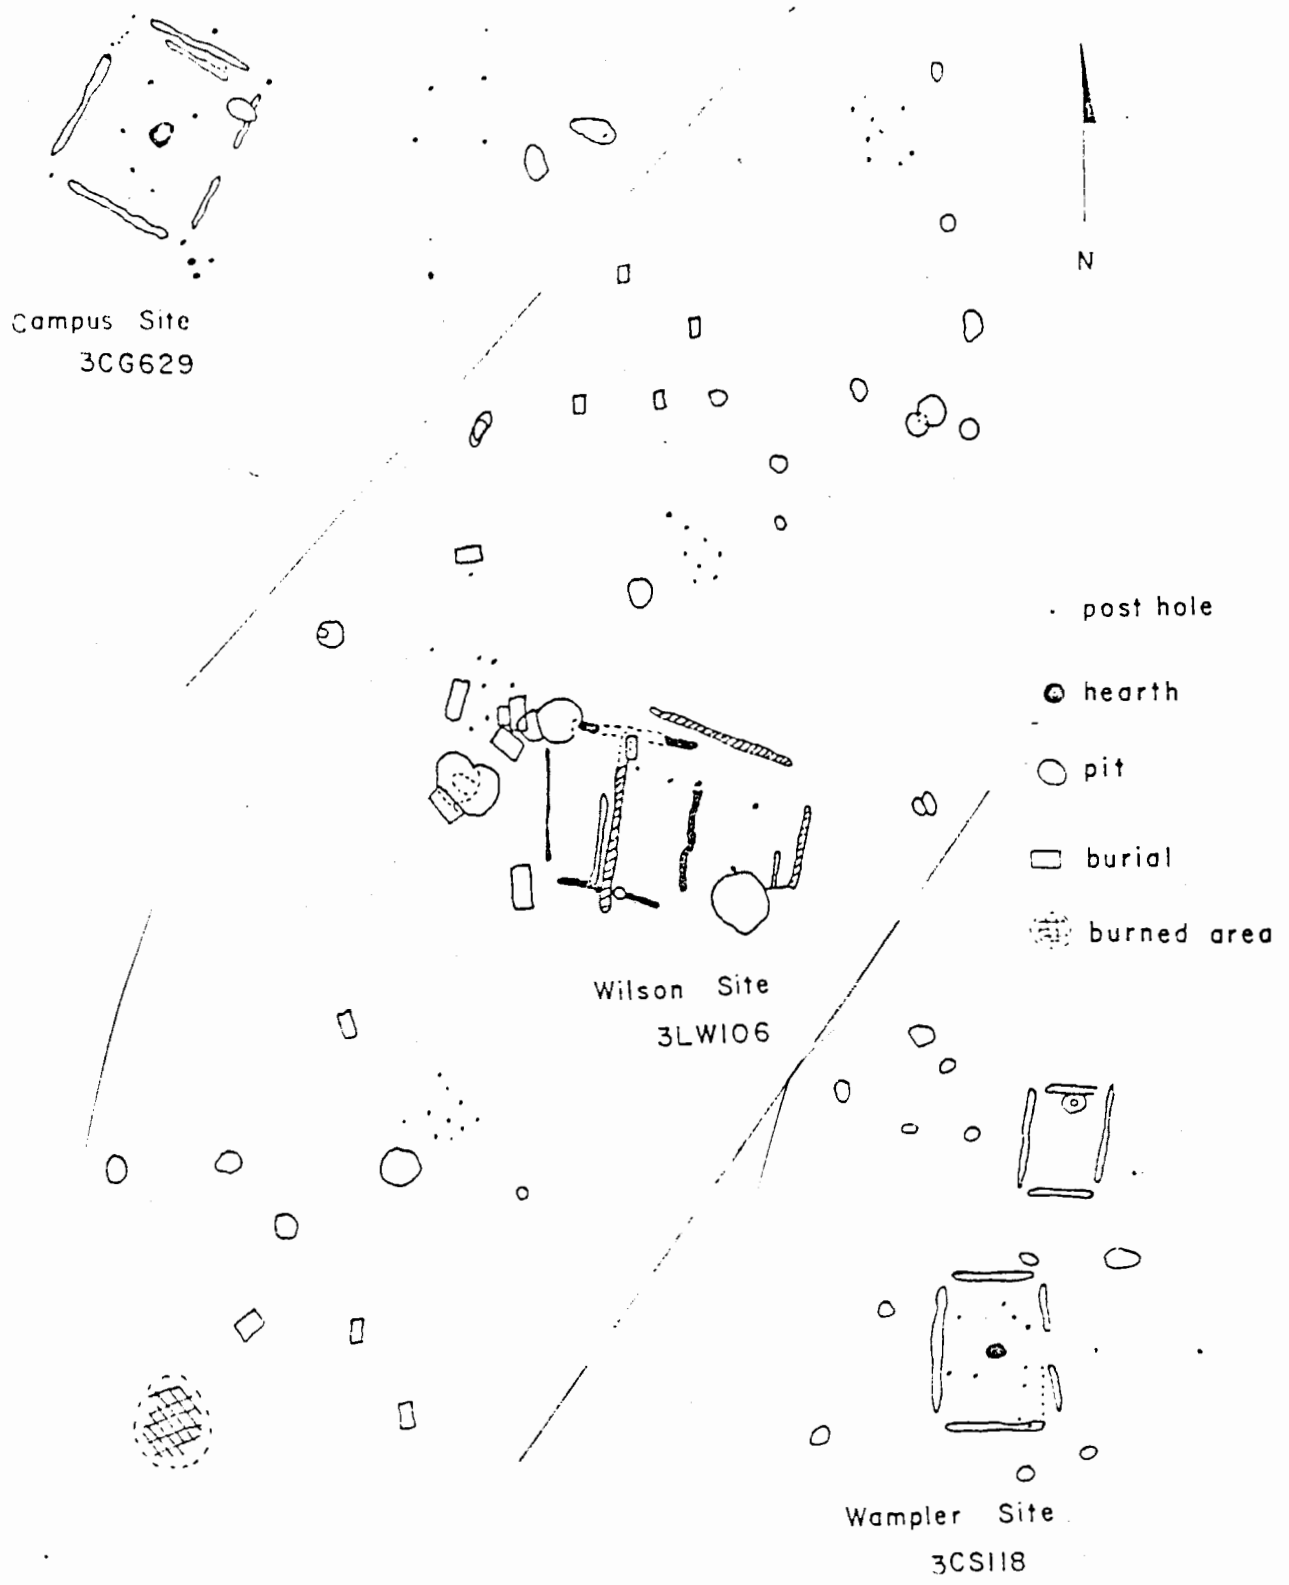 N
Campus Site
3CG629
post hole
hearth
pit
burial
burned area
Wilson Site
3LW106
Wampler Site
3CS118